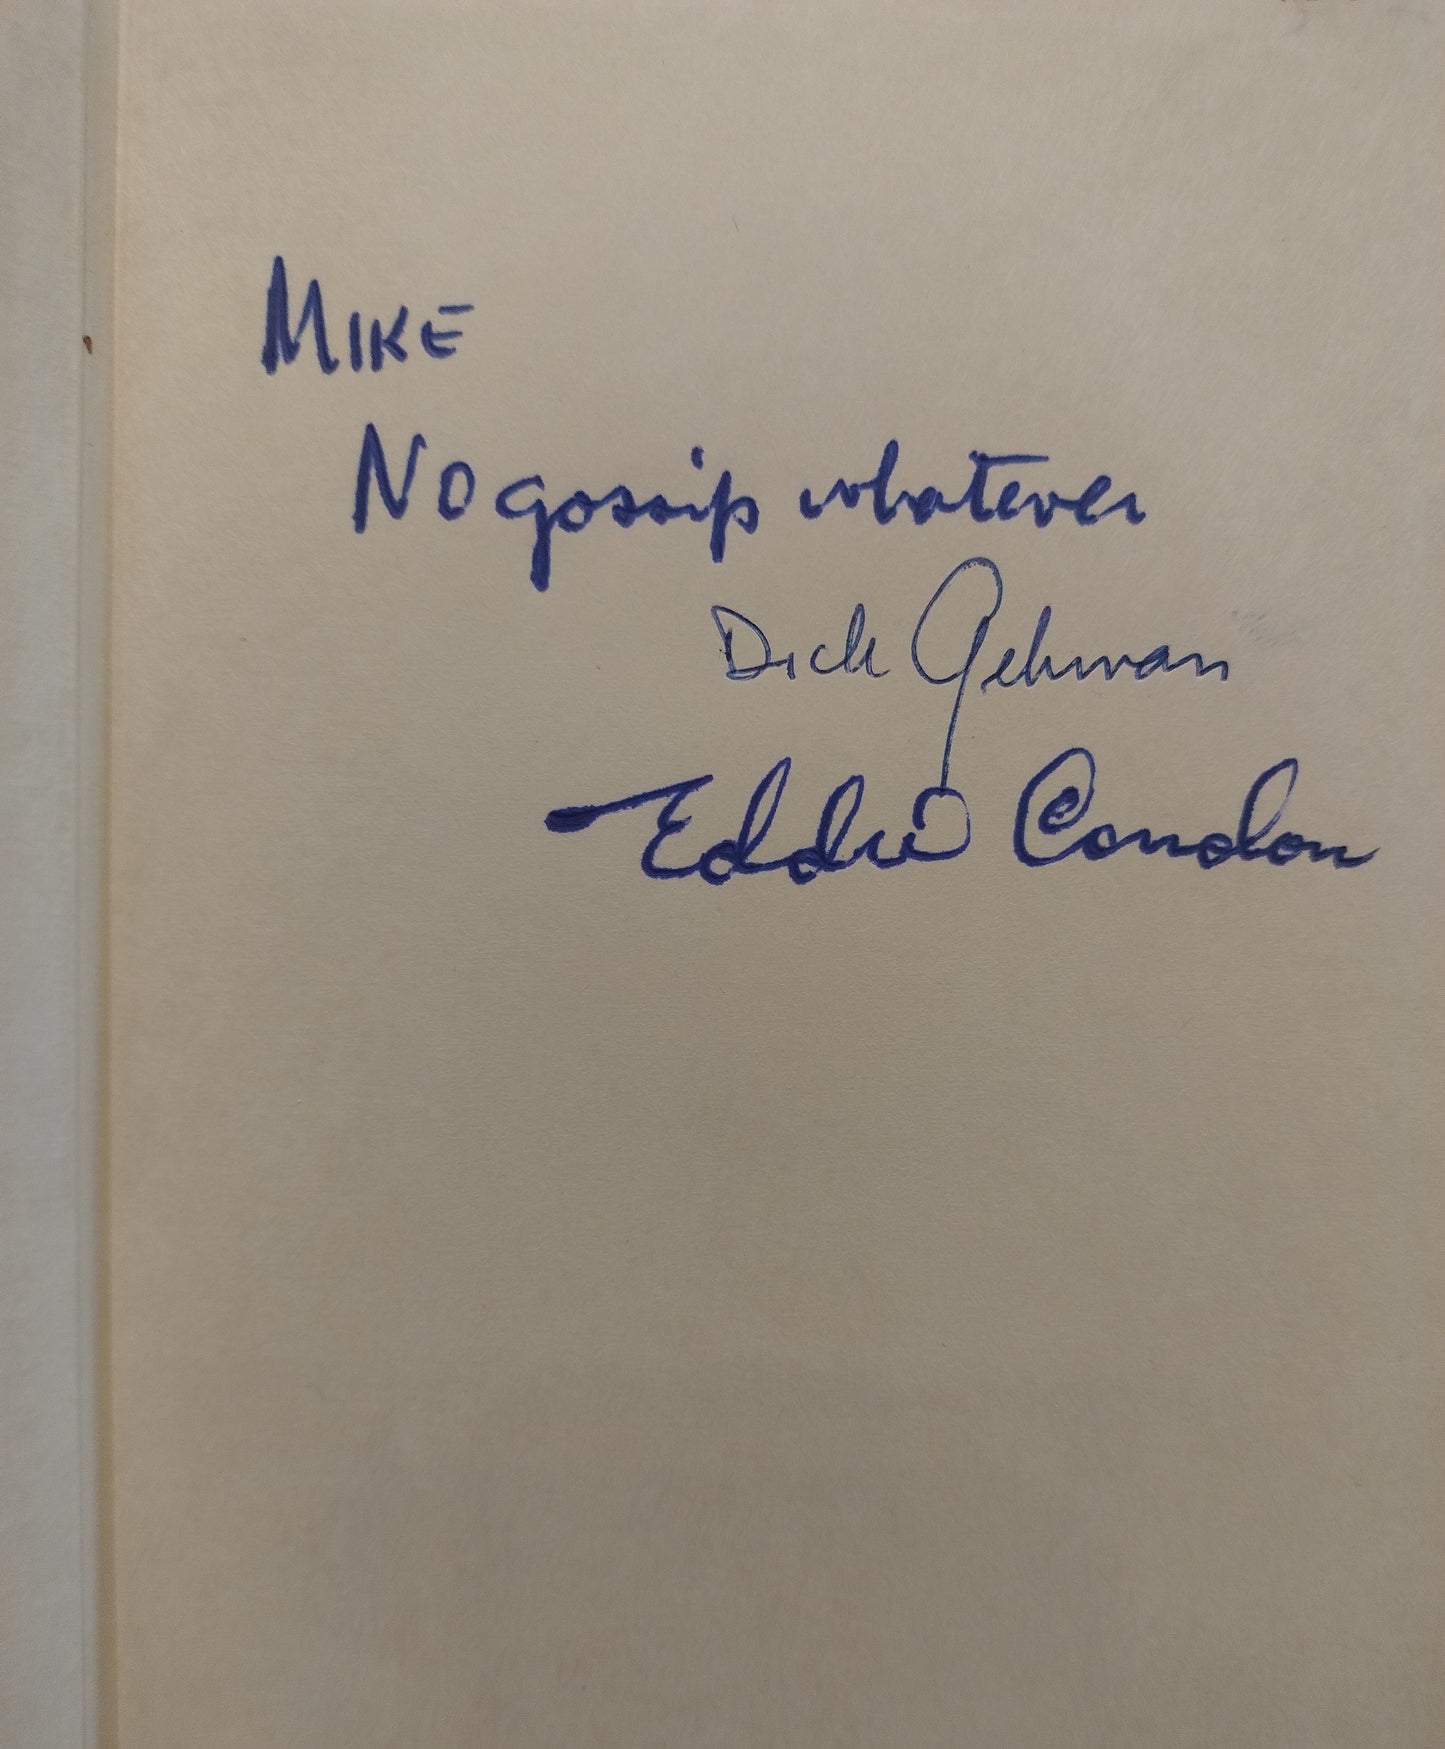 MIKE
No gossip whatever
Dick Gehman
Eddie Condon